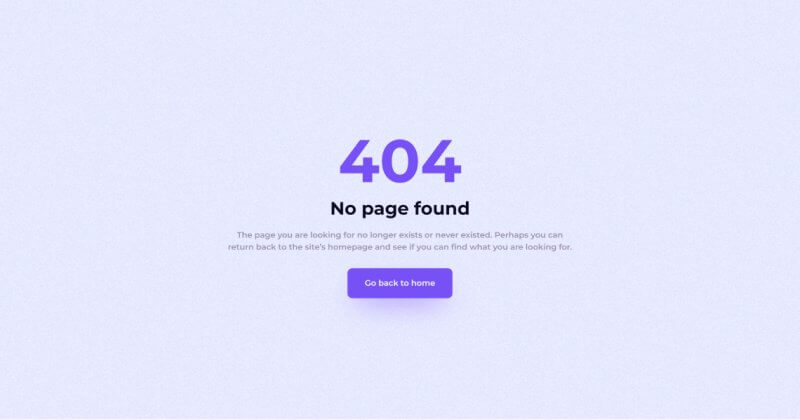 404
No page found
The page you are looking for no longer exists or never existed. Perhaps you can
return back to the site's homepage and see if you can find what you are looking for.
Go back to home